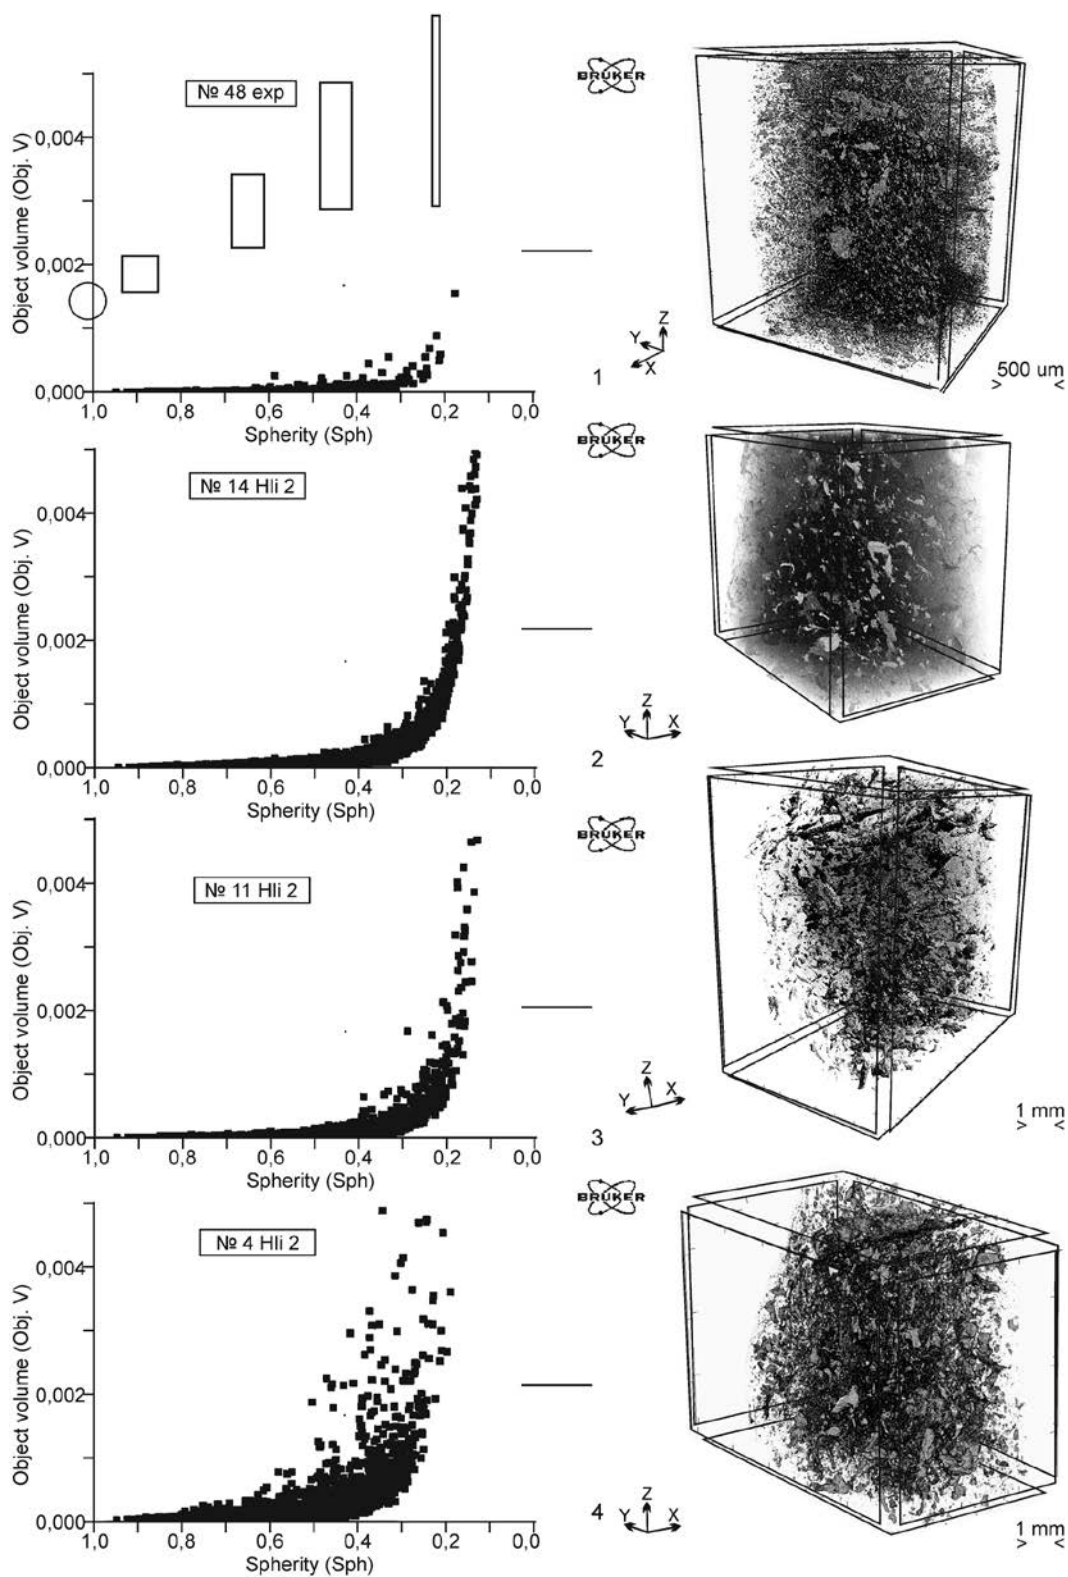 № 48 exp
Object volume (Obj. V)
0,004
0,002
0,000
1,0 0,8 0,6 0,4 0,2 0,0
Spherity (Sph)
BRUKER
Z
Y
X
1
500 um
> <
№ 14 Hli 2
Object volume (Obj. V)
0,004
0,002
0,000
1,0 0,8 0,6 0,4 0,2 0,0
Spherity (Sph)
BRUKER
Z
Y X
2
№ 11 Hli 2
Object volume (Obj. V)
0,004
0,002
0,000
1,0 0,8 0,6 0,4 0,2 0,0
Spherity (Sph)
BRUKER
Z
Y X
3
1 mm
> <
№ 4 Hli 2
Object volume (Obj. V)
0,004
0,002
0,000
1,0 0,8 0,6 0,4 0,2 0,0
Spherity (Sph)
BRUKER
Z
Y X
4
1 mm
> <